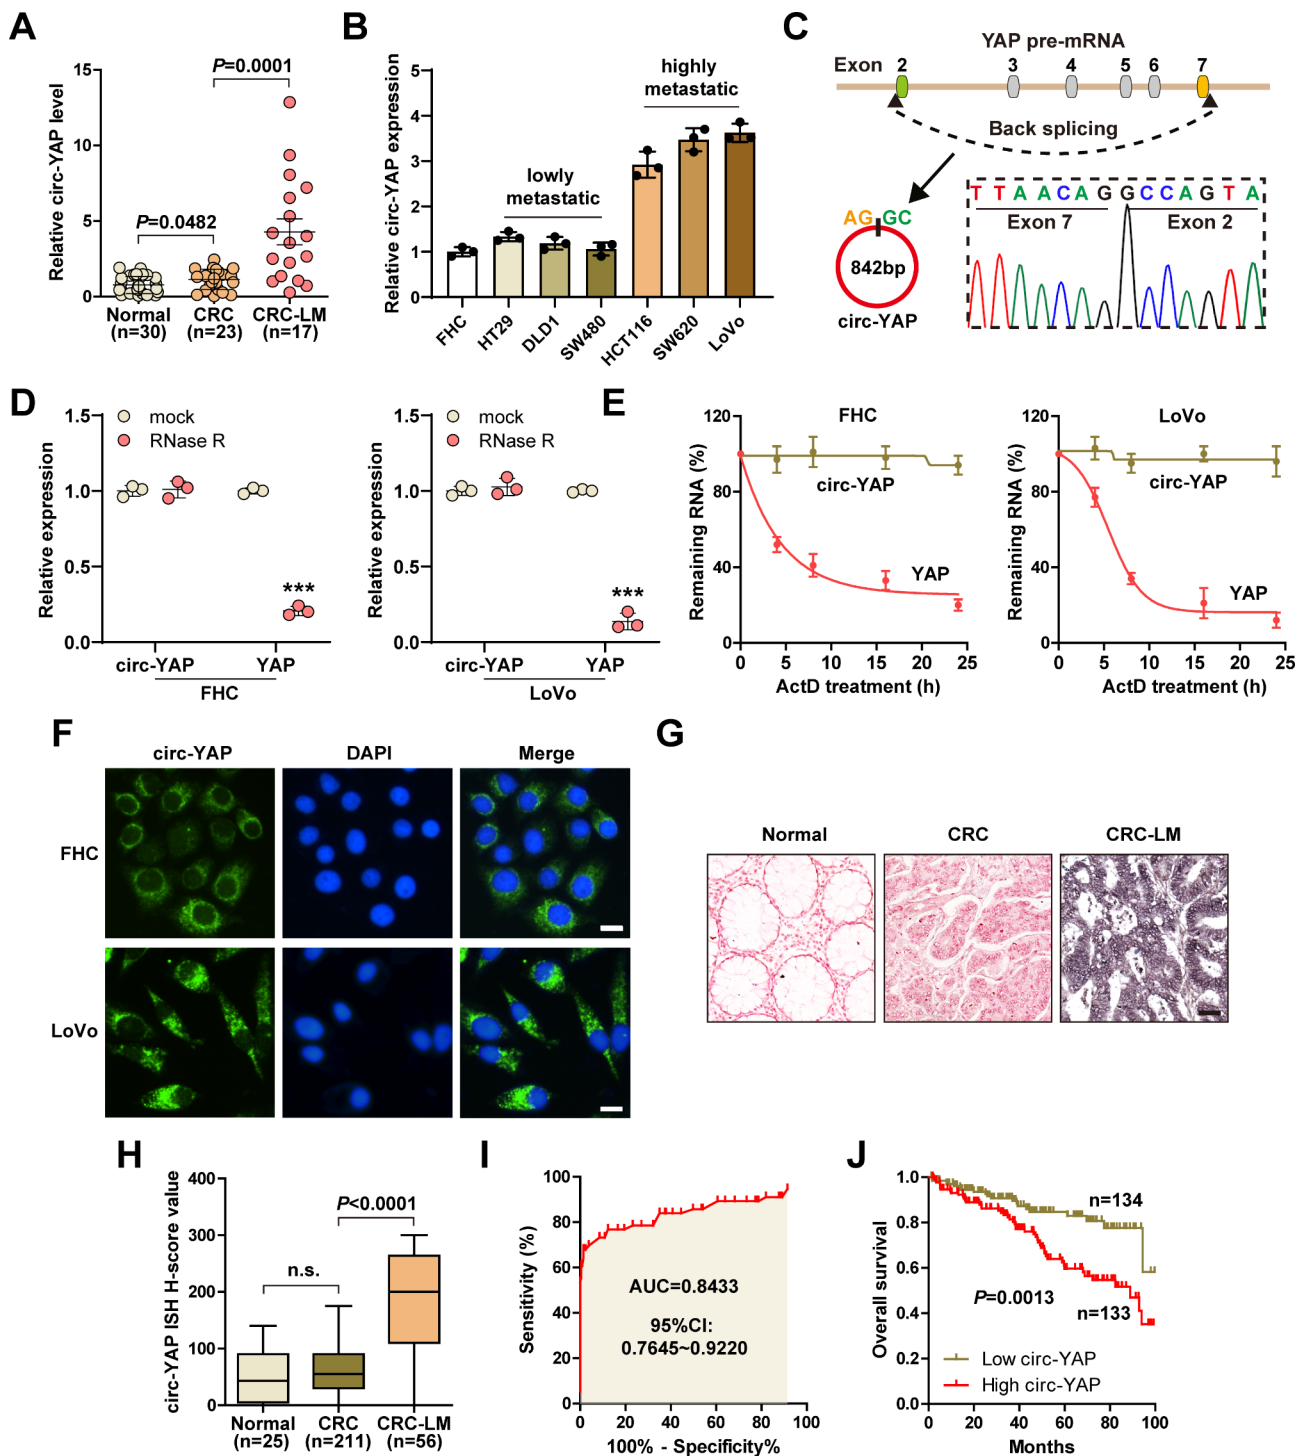 A
Relative circ-YAP level
15
10
5
0
P=0.0001
P=0.0482
Normal
(n=30)
CRC
(n=23)
CRC-LM
(n=17)
B
Relative circ-YAP expression
5
4
3
2
1
0
lowly
metastatic
highly
metastatic
FHC
HT29
DLD1
SW480
HCT116
SW620
LoVo
C
YAP pre-mRNA
Exon 2 3 4 5 6 7
Back splicing
AG GC
842bp
circ-YAP
T T A A C A G G C C A G T A
Exon 7 Exon 2
D
Relative expression
1.5
1.0
0.5
0.0
mock
RNase R
***
circ-YAP YAP
FHC
Relative expression
1.5
1.0
0.5
0.0
mock
RNase R
***
circ-YAP YAP
LoVo
E
FHC
Remaining RNA (%)
120
80
40
0
circ-YAP
YAP
0 5 10 15 20 25
ActD treatment (h)
LoVo
Remaining RNA (%)
120
80
40
0
circ-YAP
YAP
0 5 10 15 20 25
ActD treatment (h)
F
circ-YAP DAPI Merge
FHC
LoVo
G
Normal CRC CRC-LM
H
circ-YAP ISH H-score value
400
300
200
100
0
n.s.
P<0.0001
Normal
(n=25)
CRC
(n=211)
CRC-LM
(n=56)
I
Sensitivity (%)
100
80
60
40
20
0
AUC=0.8433
95%CI:
0.7645~0.9220
0 20 40 60 80 100
100% - Specificity%
J
Overall survival
1.0
0.8
0.6
0.4
0.2
0.0
n=134
P=0.0013
n=133
Low circ-YAP
High circ-YAP
0 20 40 60 80 100
Months